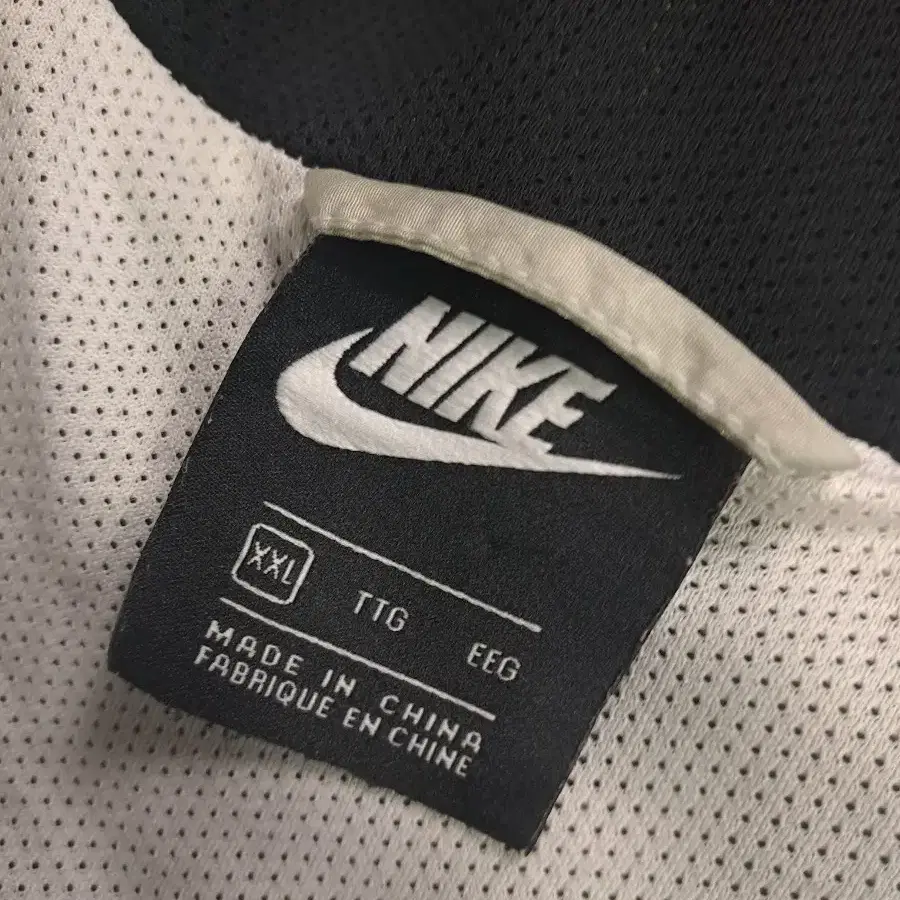 NIKE
XXL TTG EEG
MADE IN CHINA
FABRIQUE EN CHINE